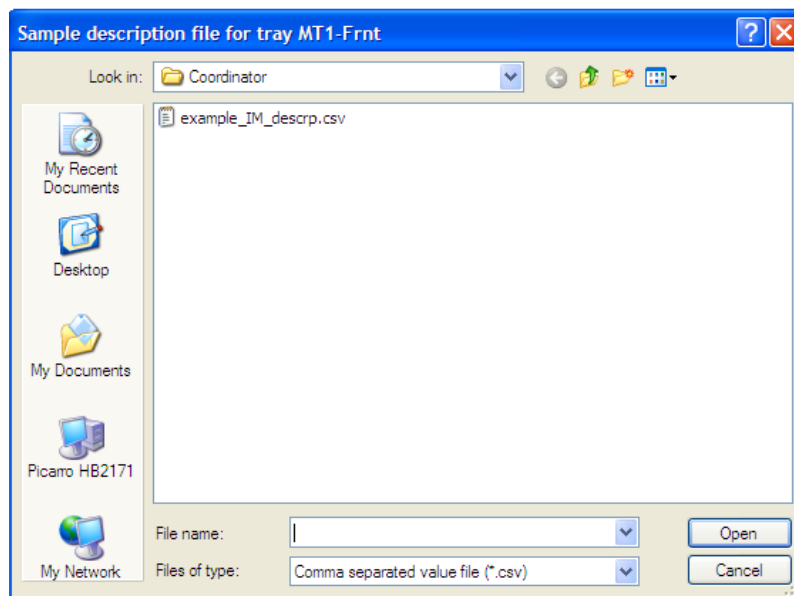 Sample description file for tray MT1-Frnt
Look in:
Coordinator
example_IM_descrp.csv
My Recent
Documents
Desktop
My Documents
Picarro HB2171
My Network
File name:
Open
Files of type:
Comma separated value file (*.csv)
Cancel